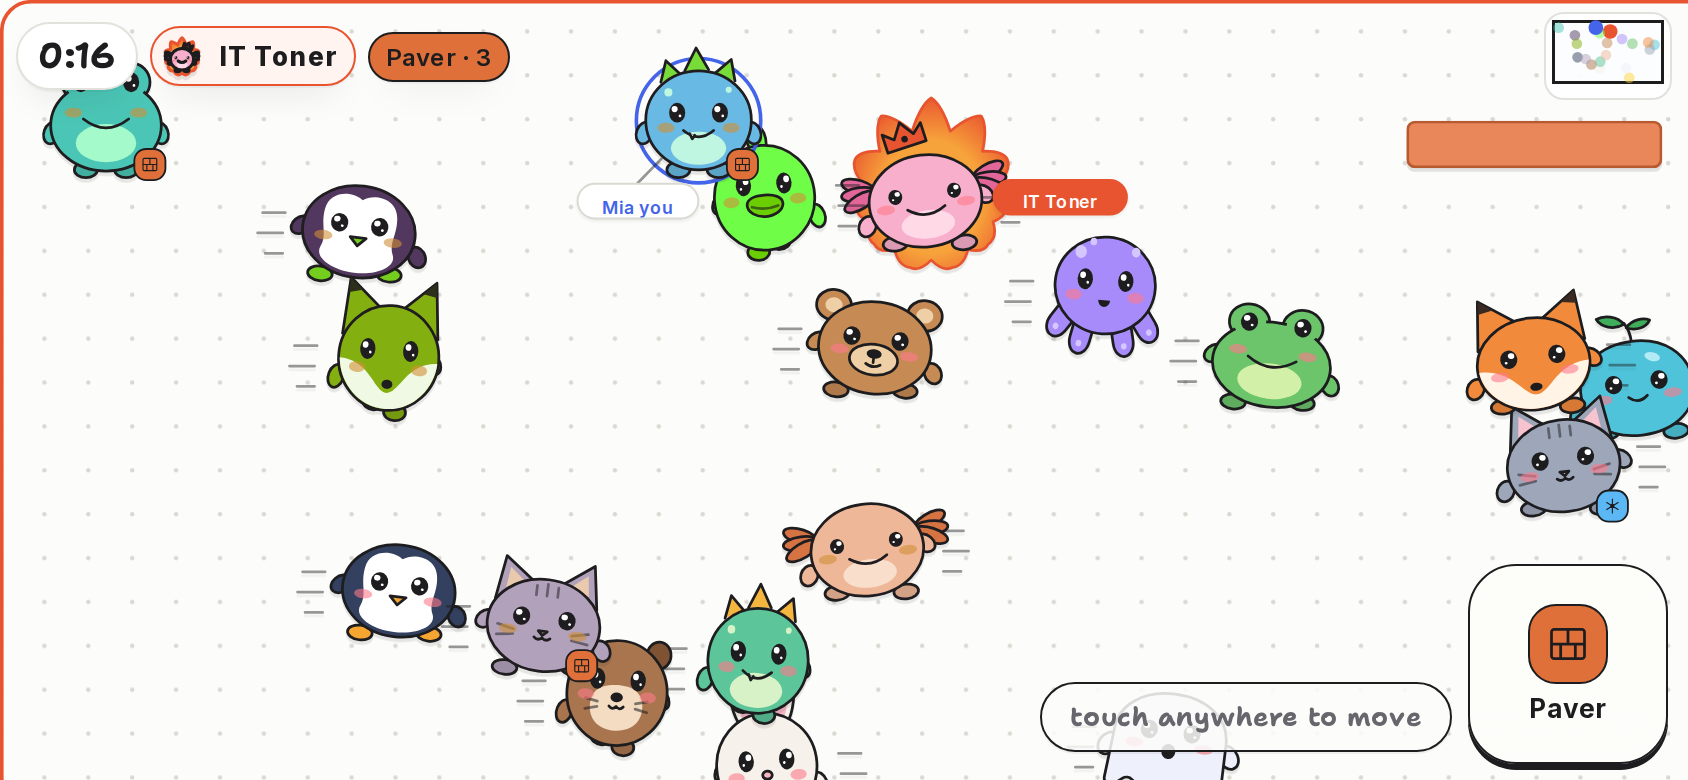 0:16
IT Toner
Paver · 3
Mia you
IT Toner
touch anywhere to move
Paver